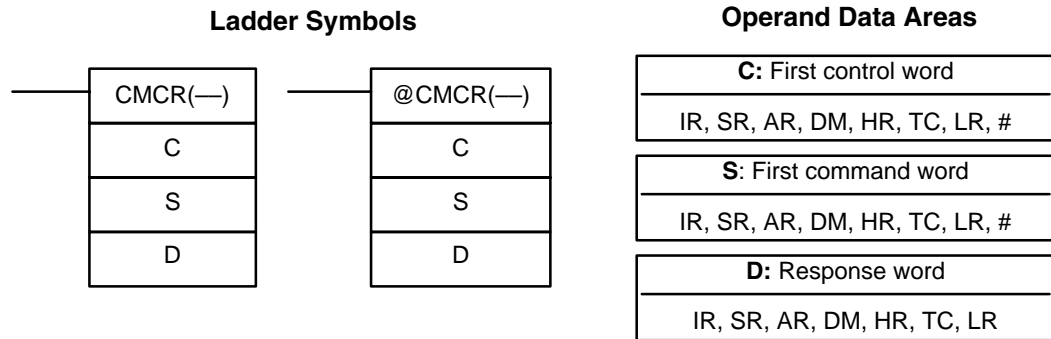 Ladder Symbols
CMCR(––)
C
S
D
@CMCR(––)
C
S
D
Operand Data Areas
C: First control word
IR, SR, AR, DM, HR, TC, LR, #
S: First command word
IR, SR, AR, DM, HR, TC, LR, #
D: Response word
IR, SR, AR, DM, HR, TC, LR